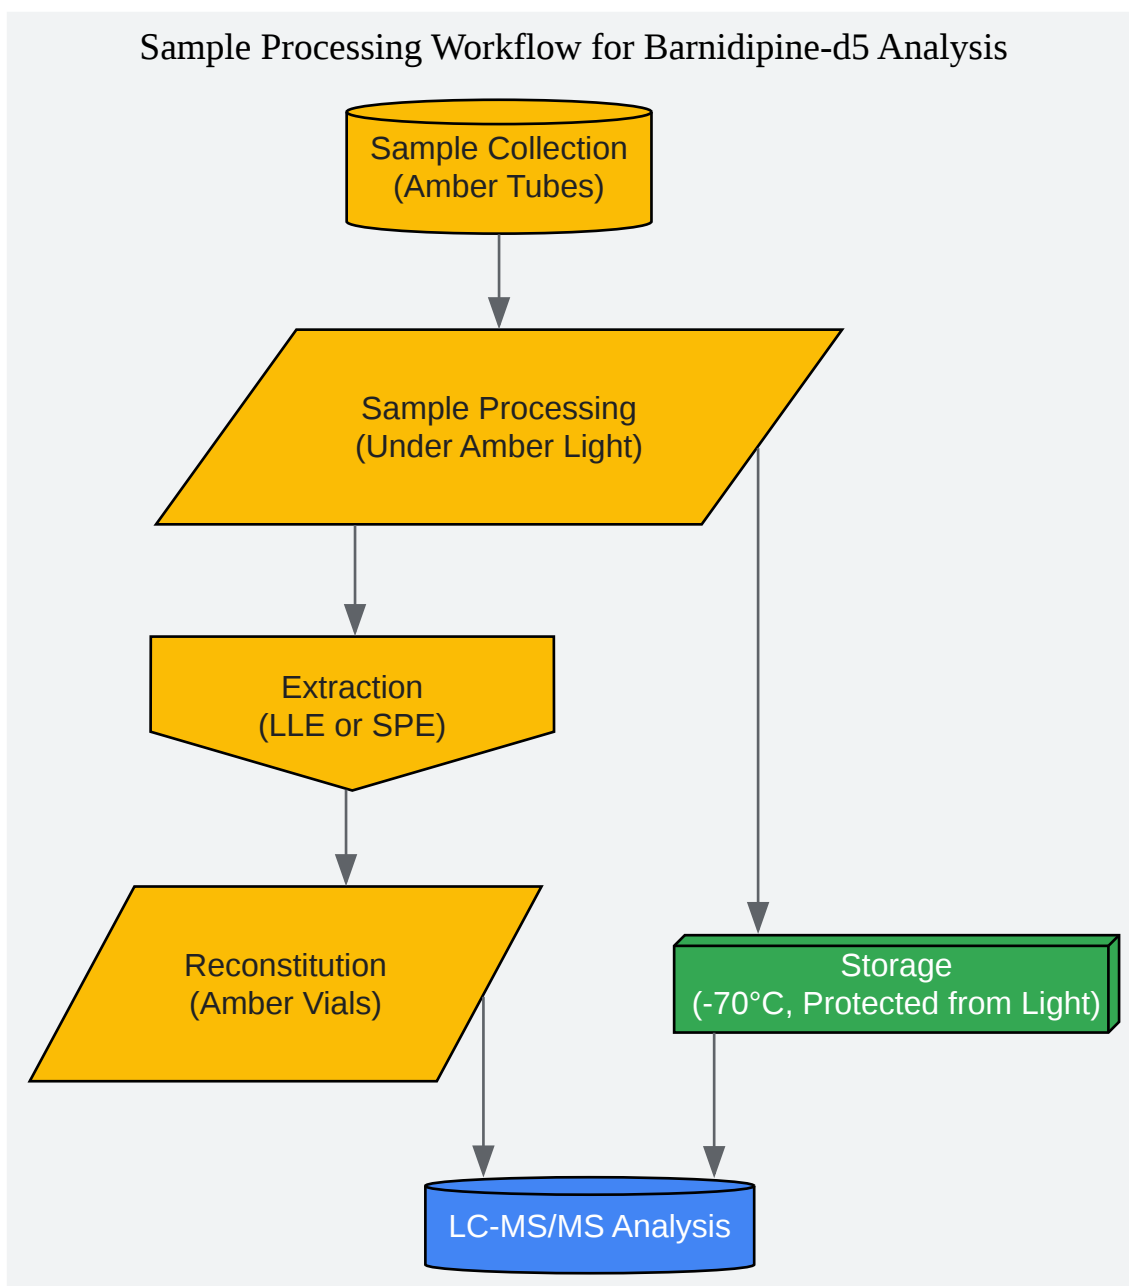 Sample Processing Workflow for Barnidipine-d5 Analysis
Sample Collection
(Amber Tubes)
Sample Processing
(Under Amber Light)
Extraction
(LLE or SPE)
Reconstitution
(Amber Vials)
Storage
(-70°C, Protected from Light)
LC-MS/MS Analysis